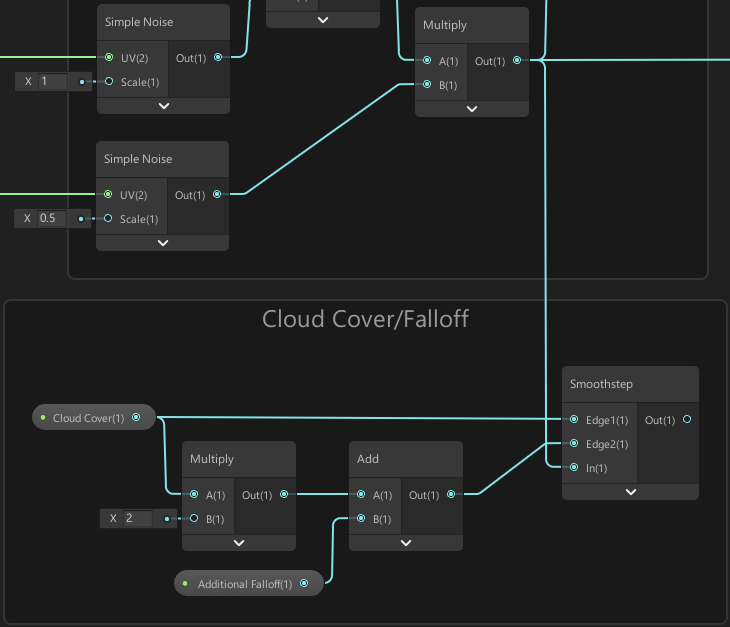 Simple Noise
UV(2)
Out(1)
X 1
Scale(1)
Multiply
A(1)
Out(1)
B(1)
Simple Noise
UV(2)
Out(1)
X 0.5
Scale(1)
Cloud Cover/Falloff
Smoothstep
Edge1(1)
Out(1)
Edge2(1)
In(1)
Cloud Cover(1)
Multiply
A(1)
Out(1)
X 2
B(1)
Add
A(1)
Out(1)
B(1)
Additional Falloff(1)